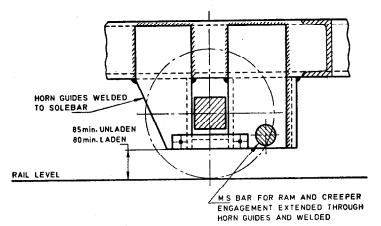 HORN GUIDES WELDED
TO SOLEBAR
85min. UNLADEN
80min. LADEN
RAIL LEVEL
MS BAR FOR RAM AND CREEPER
ENGAGEMENT EXTENDED THROUGH
HORN GUIDES AND WELDED